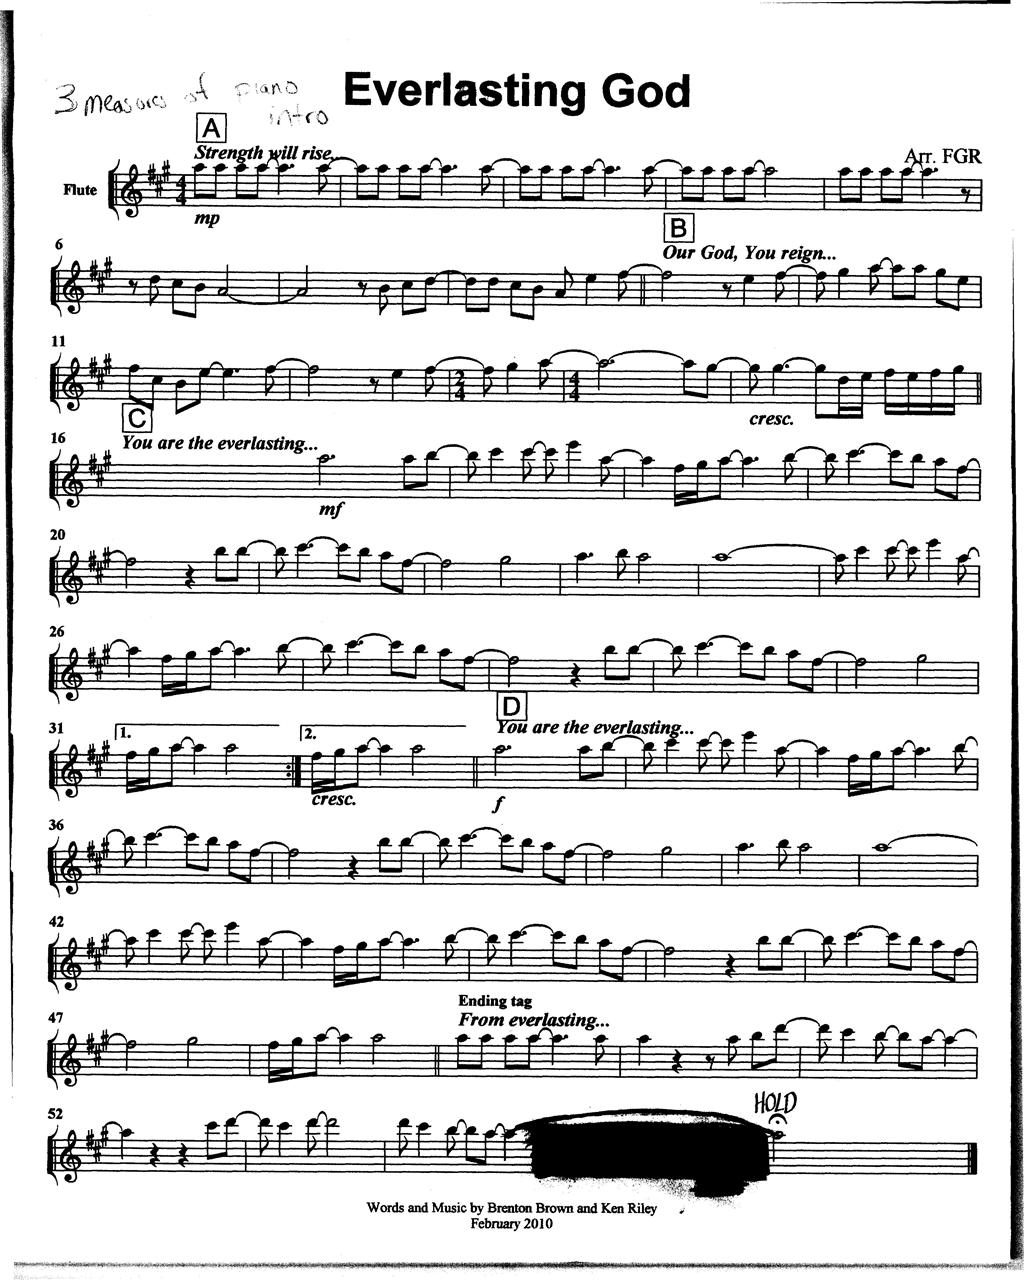 3 measures of piano
intro
Everlasting God
A
Strength will rise...
Arr. FGR
Flute
4
4
mp
B
6
Our God, You reign...
11
2
4
4
4
cresc.
C
16
You are the everlasting...
mf
20
26
D
31
1.
2.
You are the everlasting...
cresc.
f
36
42
Ending tag
47
From everlasting...
HOLD
52
Words and Music by Brenton Brown and Ken Riley
February 2010